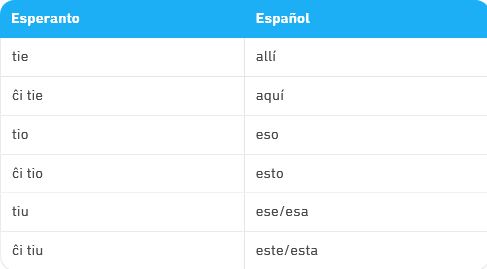 Esperanto Español
tie allí
ĉi tie aquí
tio eso
ĉi tio esto
tiu ese/esa
ĉi tiu este/esta